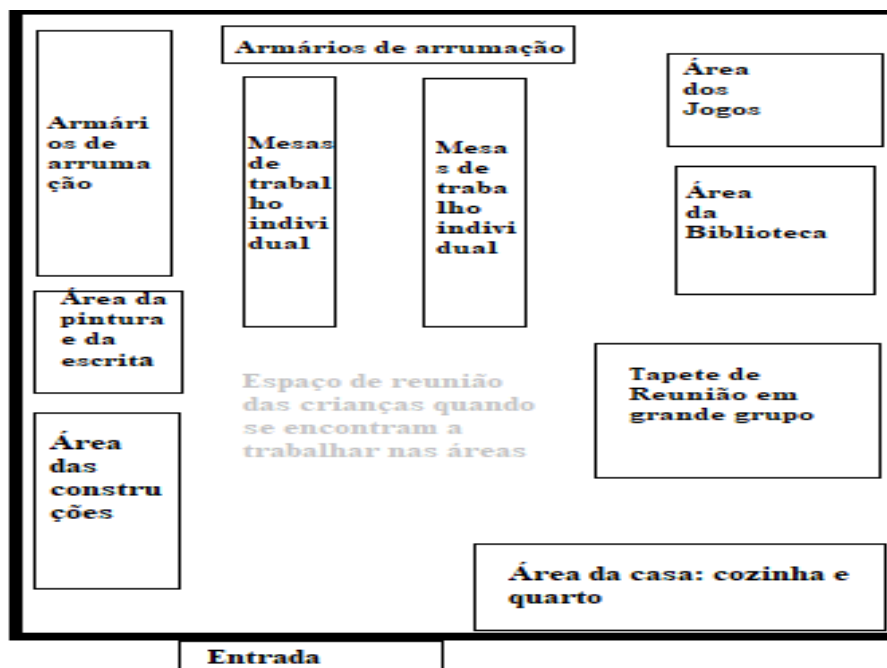 Armários de arrumação
Armári
os de
arruma
ção
Mesas
de
trabal
ho
indivi
dual
Mesa
s de
traba
lho
indivi
dual
Área
dos
Jogos
Área
da
Biblioteca
Área da
pintura
e da
escrita
Espaço de reunião
das crianças quando
se encontram a
trabalhar nas áreas
Tapete de
Reunião em
grande grupo
Área
das
constru
ções
Área da casa: cozinha e
quarto
Entrada